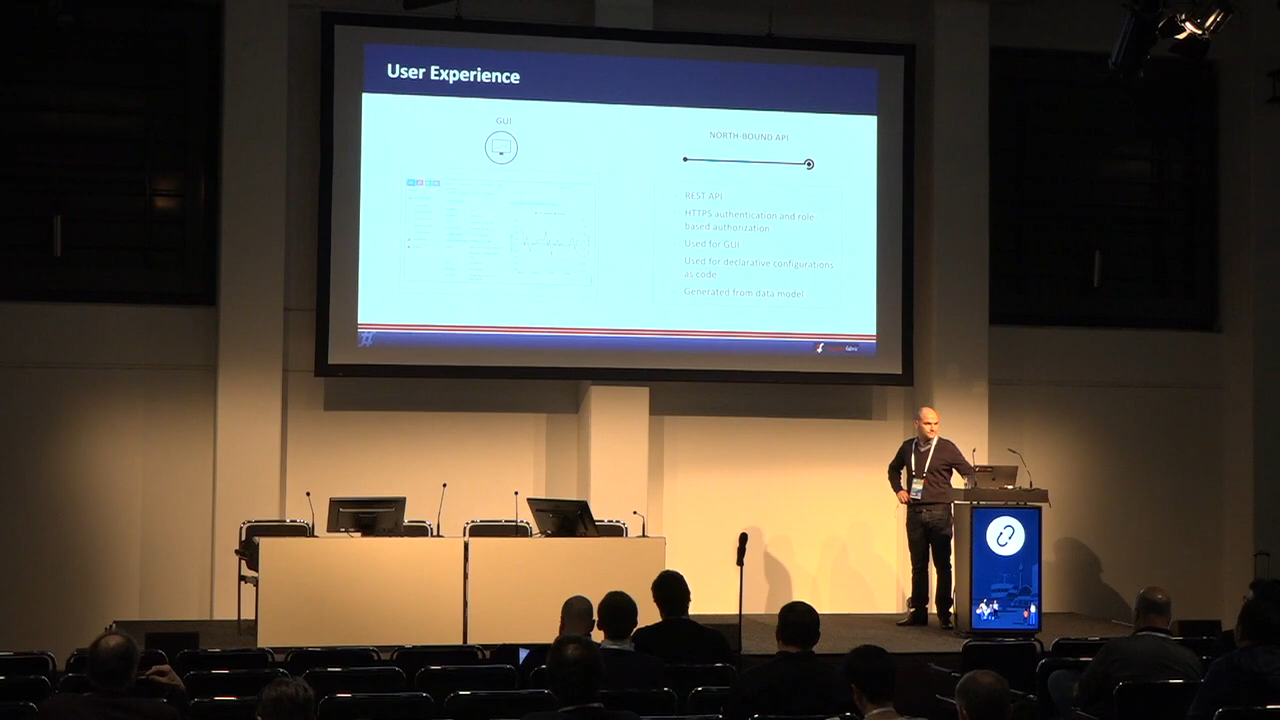 User Experience
GUI
NORTH-BOUND API
REST API
HTTPS authentication and role-
based authorization
Used for GUI
Used for declarative configurations
as code
Generated from data model
fabric